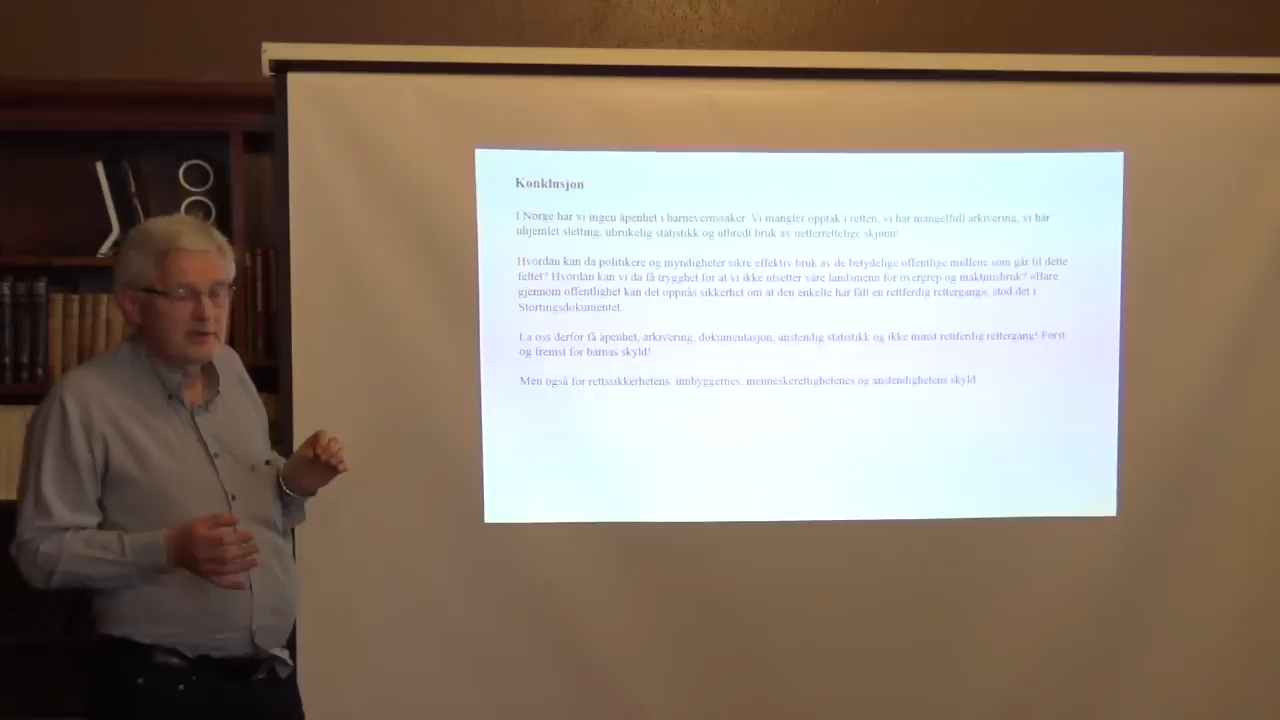 Konklusjon
I Norge har vi ingen åpenhet i barnevernssaker. Vi mangler opptak i retten, vi har mangelfull arkivering, vi har
uhjemlet sletting, ubrukelig statistikk og utbredt bruk av uetterrettelige skjønn!
Hvordan kan da politikere og myndigheter sikre effektiv bruk av de betydelige offentlige midlene som går til dette
feltet? Hvordan kan vi da få trygghet for at vi ikke utsetter våre landsmenn for overgrep og maktmisbruk? «Bare
gjennom offentlighet kan det oppnås sikkerhet om at den enkelte har fått en rettferdig rettergang», stod det i
Stortingsdokumentet.
La oss derfor få åpenhet, arkivering, dokumentasjon, anstendig statistikk og ikke minst rettferdig rettergang! Først
og fremst for barnas skyld!
Men også for rettssikkerhetens, innbyggernes, menneskerettighetenes og anstendighetens skyld